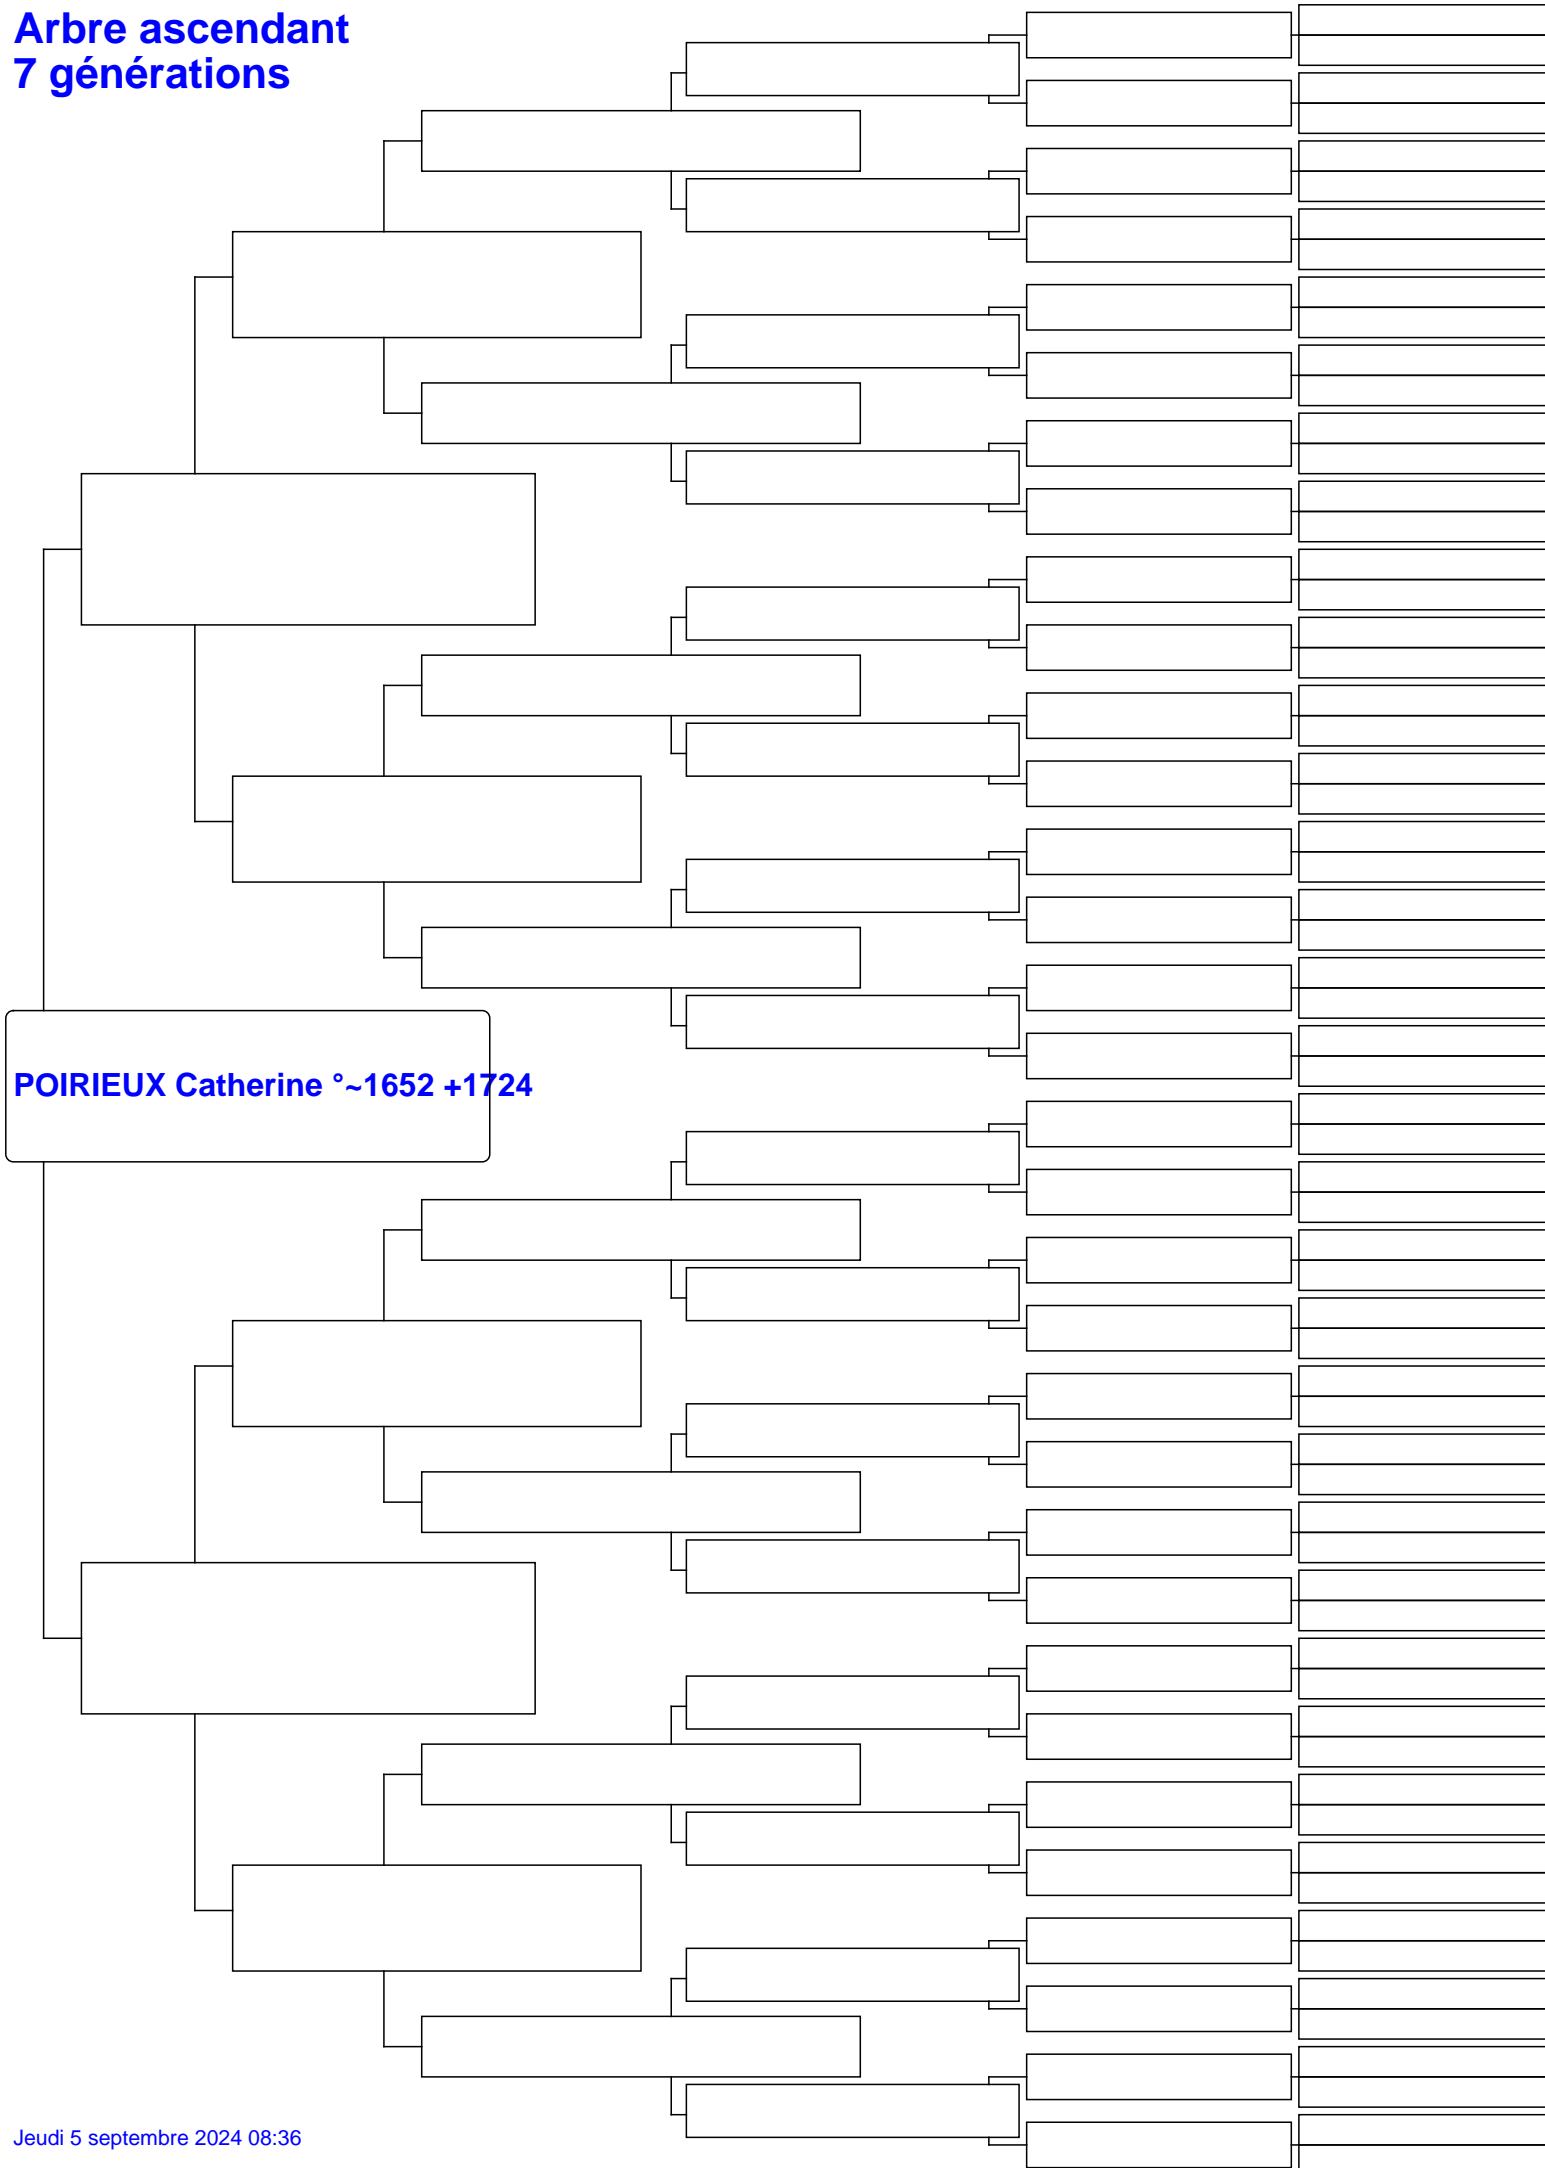 Arbre ascendant
7 générations
POIRIEUX Catherine °~1652 +1724
Jeudi 5 septembre 2024 08:36